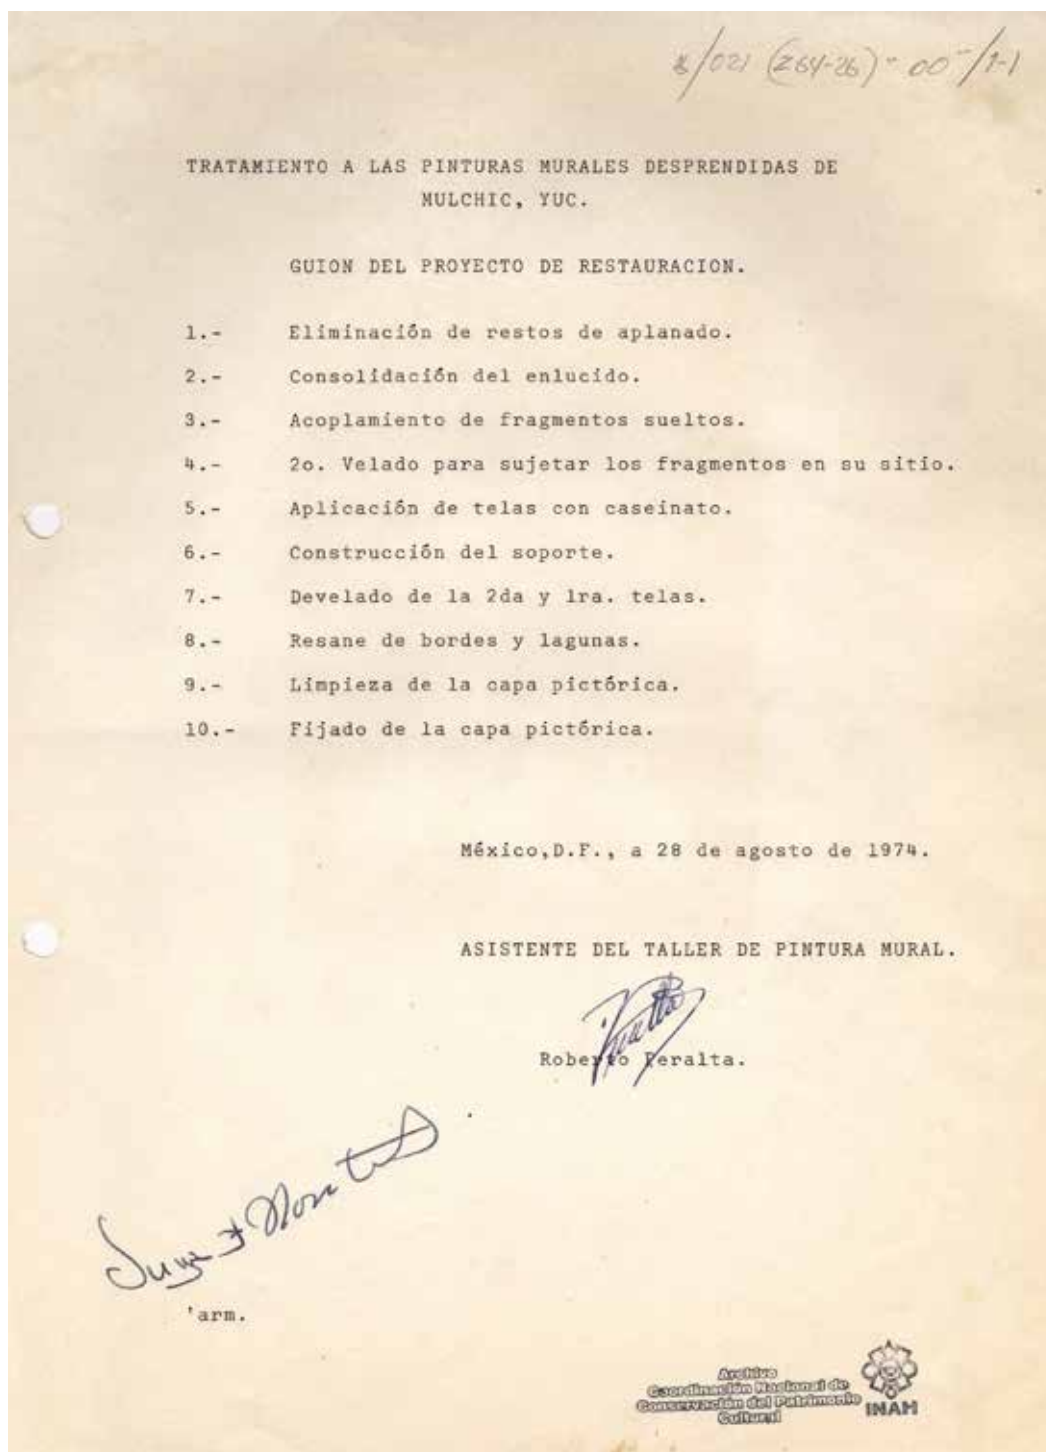 /021 (264-26)-00-/1-1
TRATAMIENTO A LAS PINTURAS MURALES DESPRENDIDAS DE
MULCHIC, YUC.
GUION DEL PROYECTO DE RESTAURACION.
1.- Eliminación de restos de aplanado.
2.- Consolidación del enlucido.
3.- Acoplamiento de fragmentos sueltos.
4.- 2o. Velado para sujetar los fragmentos en su sitio.
5.- Aplicación de telas con caseinato.
6.- Construcción del soporte.
7.- Develado de la 2da y 1ra. telas.
8.- Resane de bordes y lagunas.
9.- Limpieza de la capa pictórica.
10.- Fijado de la capa pictórica.
México,D.F., a 28 de agosto de 1974.
ASISTENTE DEL TALLER DE PINTURA MURAL.
Roberto Peralta.
'arm.
Archivo
Coordinación Nacional de
Conservación del Patrimonio
Cultural
INAH